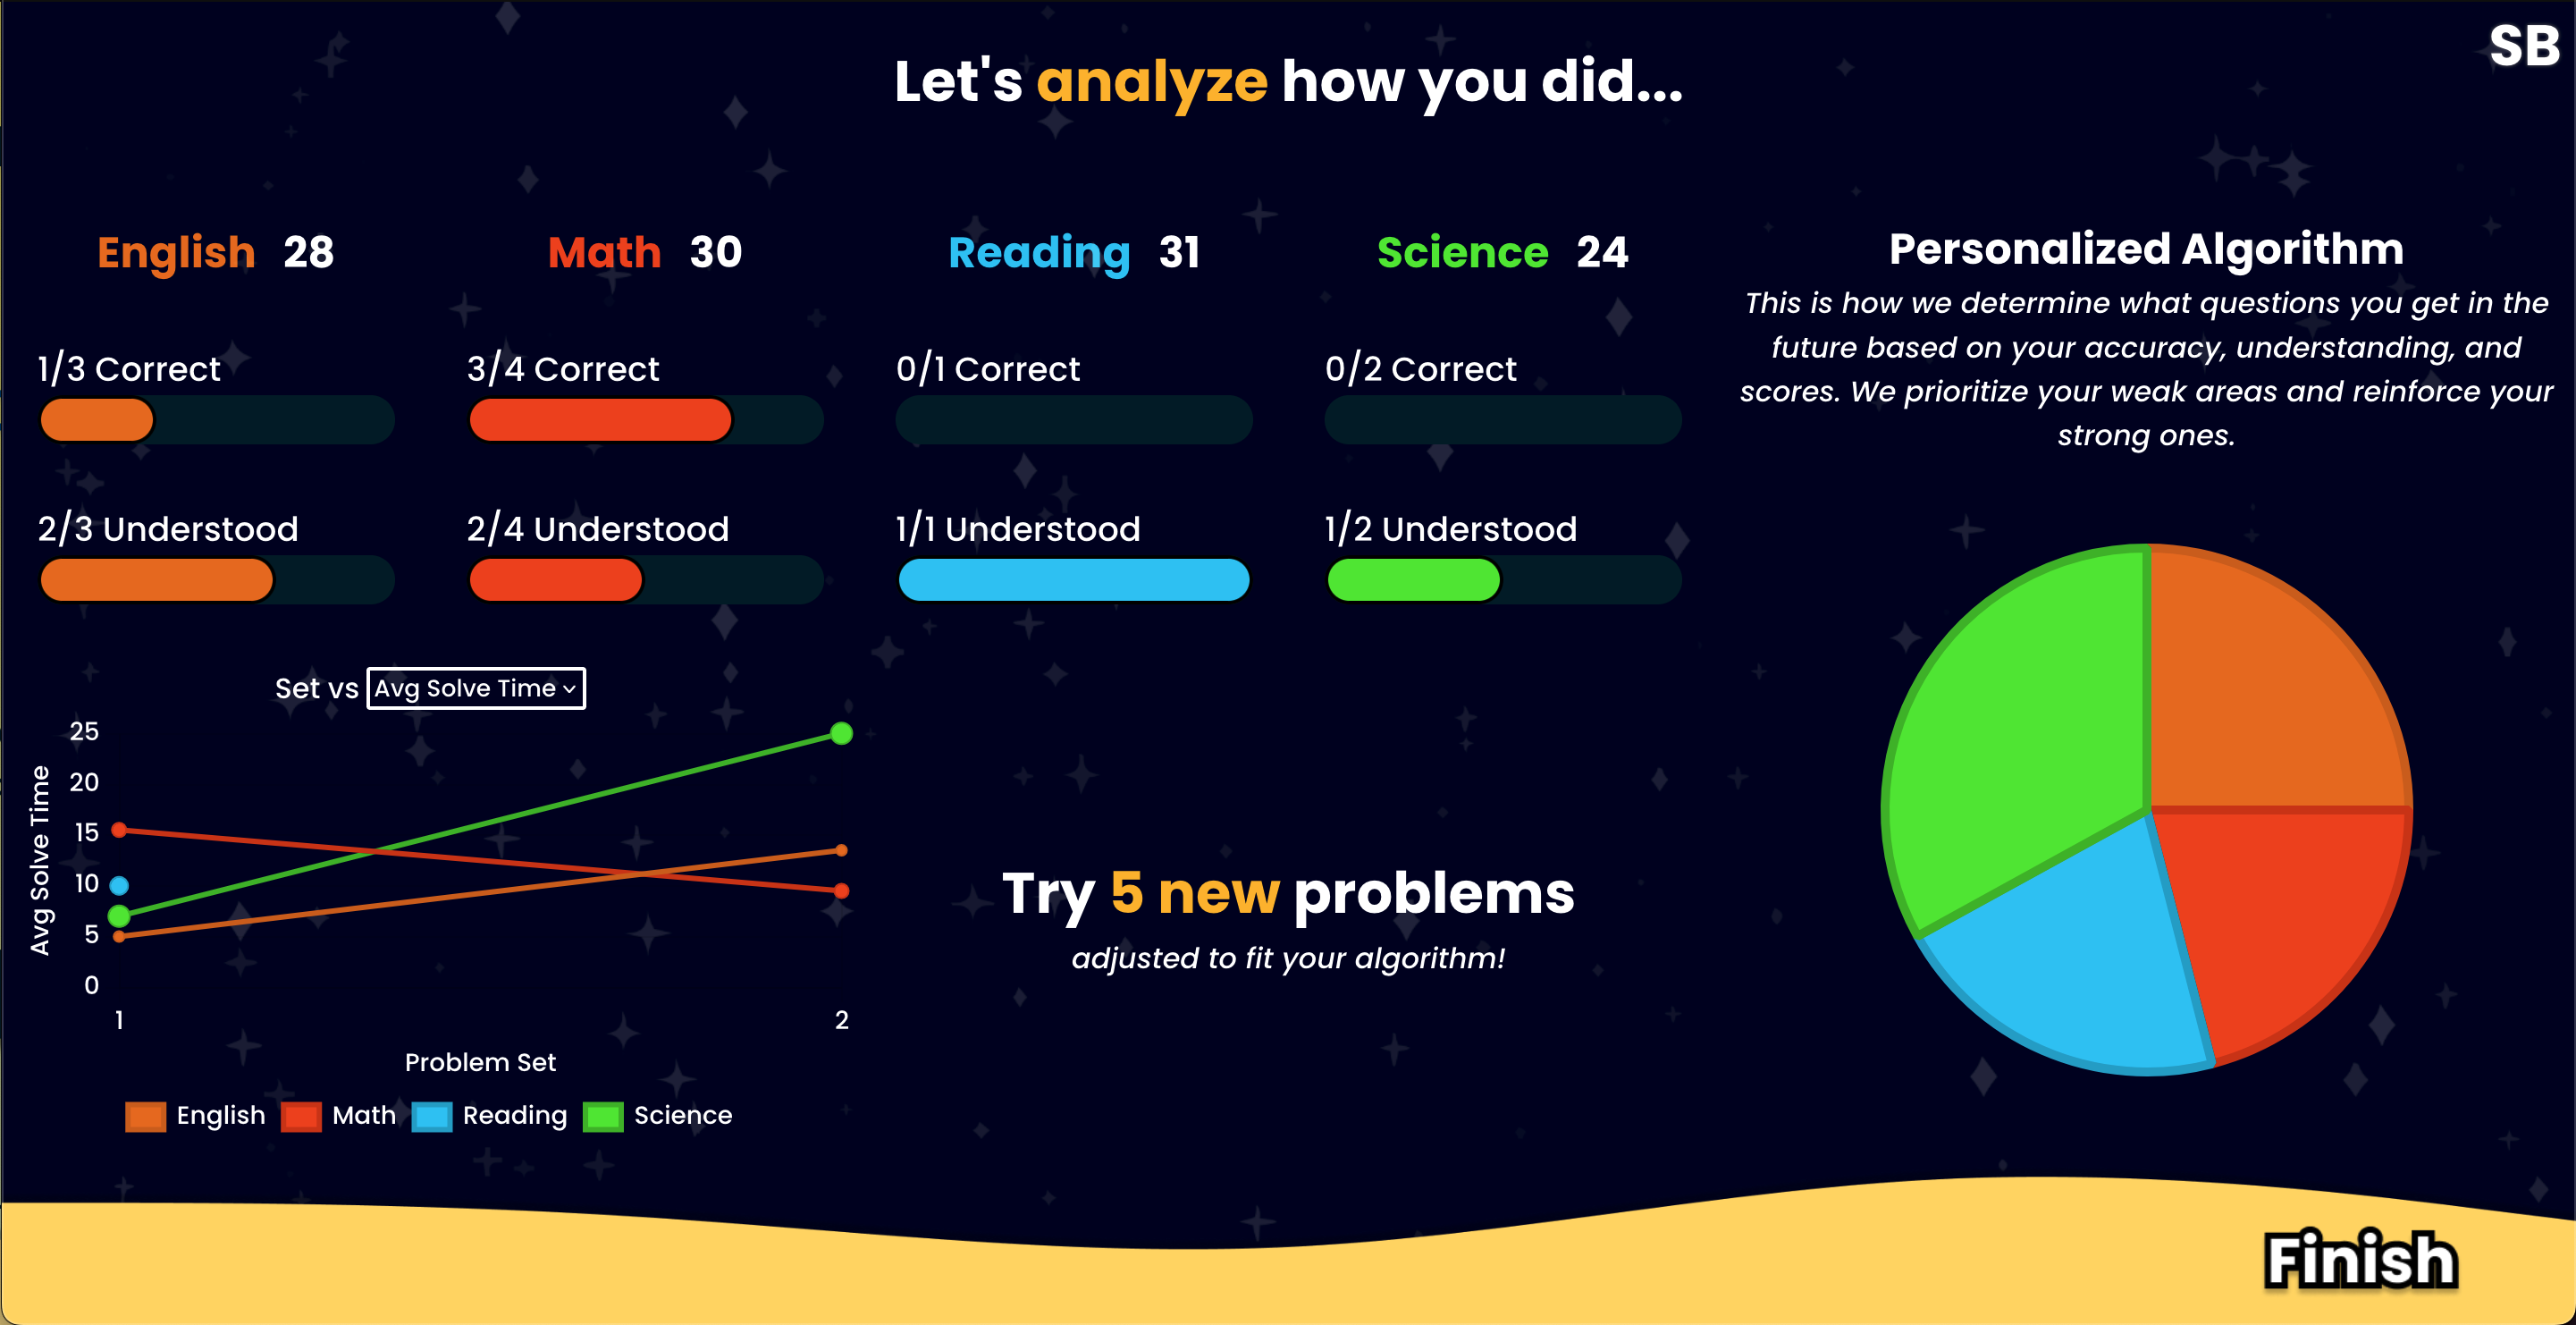 SB
Let's analyze how you did...
English 28
Math 30
Reading 31
Science 24
1/3 Correct
3/4 Correct
0/1 Correct
0/2 Correct
2/3 Understood
2/4 Understood
1/1 Understood
1/2 Understood
Personalized Algorithm
This is how we determine what questions you get in the
future based on your accuracy, understanding, and
scores. We prioritize your weak areas and reinforce your
strong ones.
Set vs Avg Solve Time
Avg Solve Time
25
20
15
10
5
0
1
2
Problem Set
English
Math
Reading
Science
Try 5 new problems
adjusted to fit your algorithm!
Finish